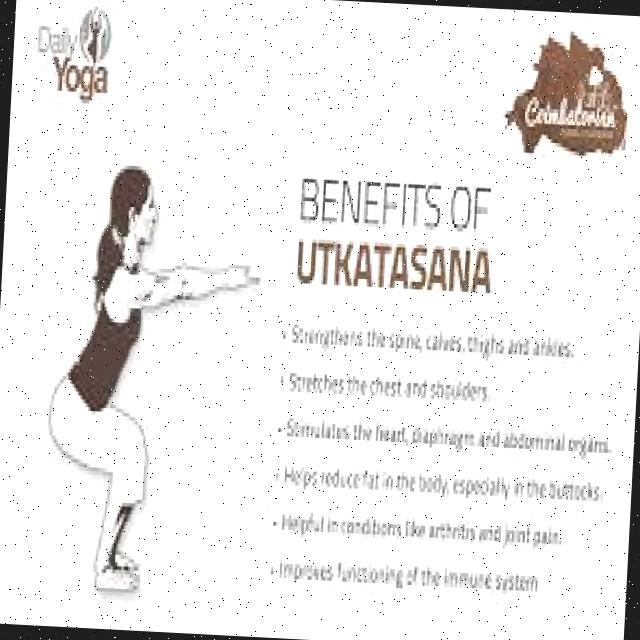 Daily
Yoga
Coimbatorian
BENEFITS OF
UTKATASANA
• Strengthens the spine, calves, thighs and ankles.
• Stretches the chest and shoulders.
• Stimulates the heart, diaphragm and abdominal organs.
• Helps reduce fat in the body, especially in the buttocks.
• Helpful in conditions like arthritis and joint pain.
• Improves functioning of the immune system